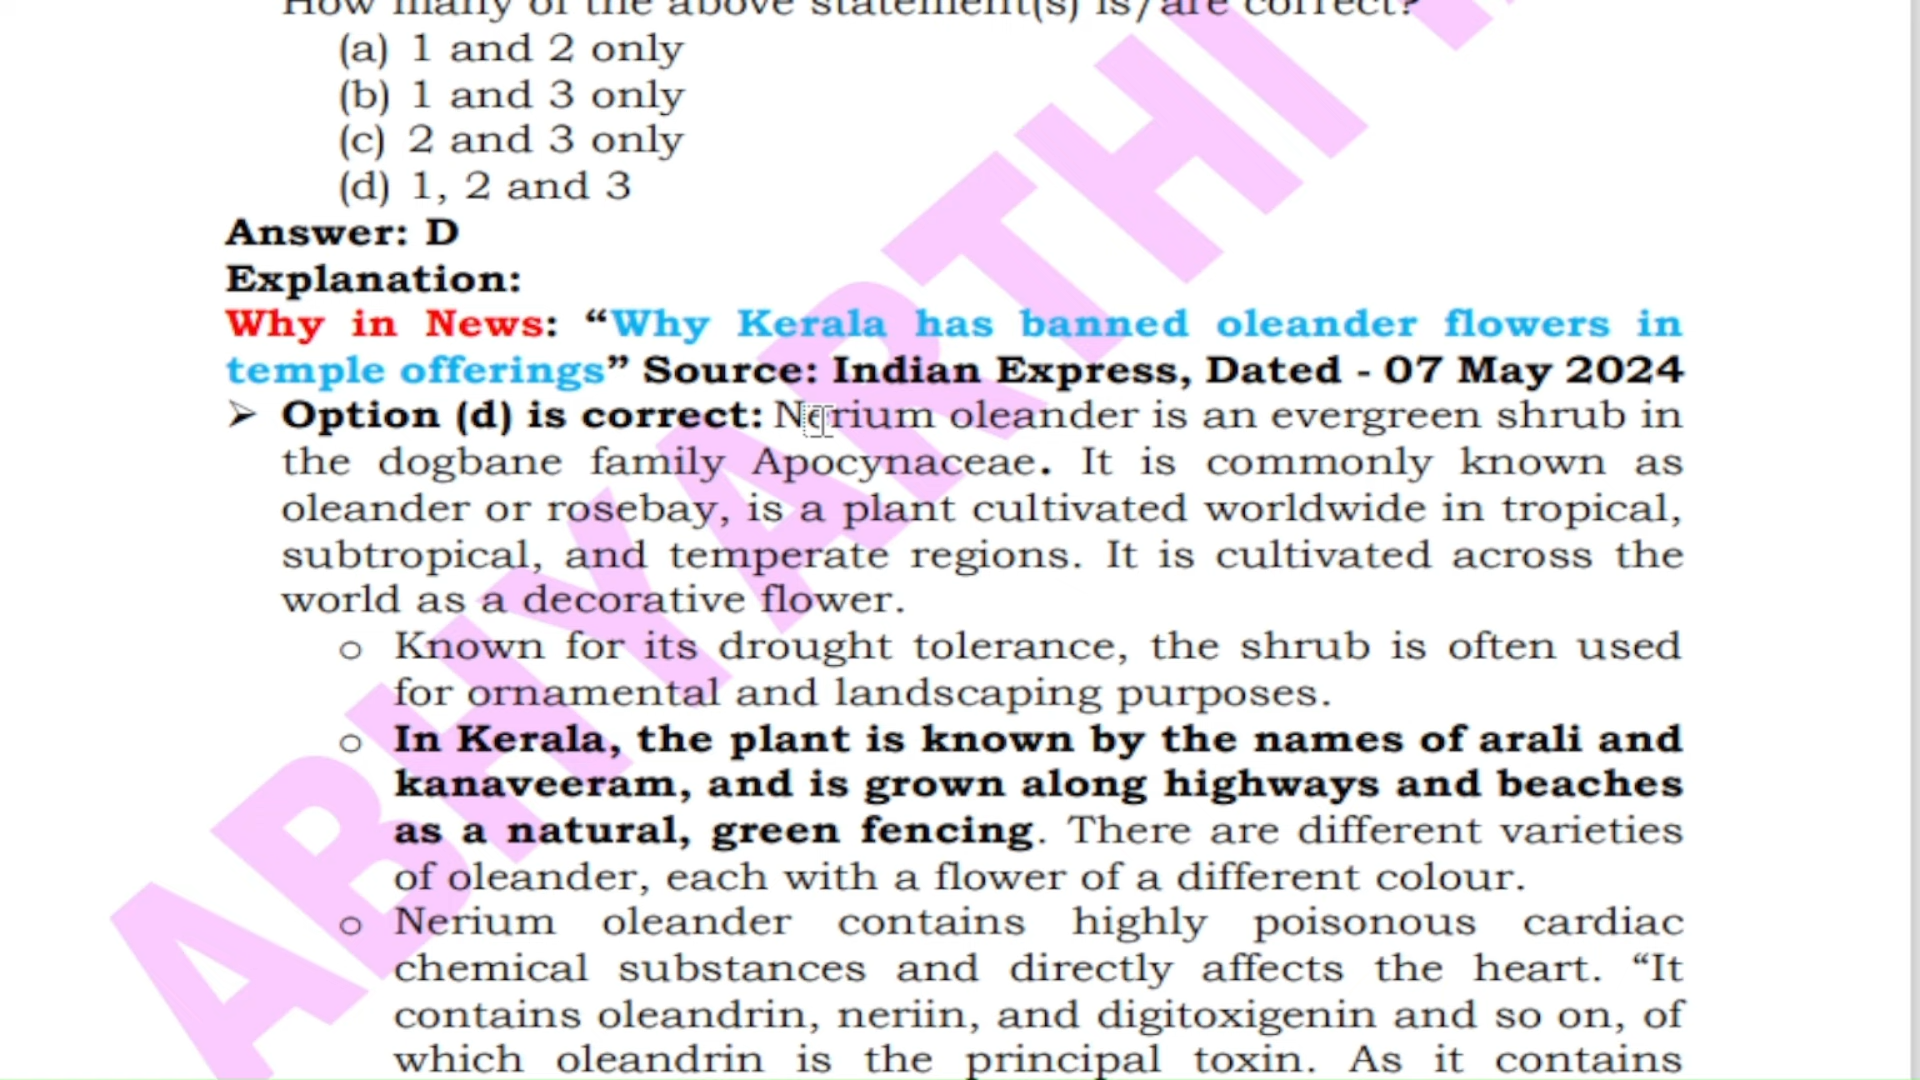 How many of the above statement(s) is/are correct?
(a) 1 and 2 only
(b) 1 and 3 only
(c) 2 and 3 only
(d) 1, 2 and 3
Answer: D
Explanation:
Why in News: “Why Kerala has banned oleander flowers in
temple offerings” Source: Indian Express, Dated - 07 May 2024
➢ Option (d) is correct: Nerium oleander is an evergreen shrub in
the dogbane family Apocynaceae. It is commonly known as
oleander or rosebay, is a plant cultivated worldwide in tropical,
subtropical, and temperate regions. It is cultivated across the
world as a decorative flower.
o Known for its drought tolerance, the shrub is often used
for ornamental and landscaping purposes.
o In Kerala, the plant is known by the names of arali and
kanaveeram, and is grown along highways and beaches
as a natural, green fencing. There are different varieties
of oleander, each with a flower of a different colour.
o Nerium oleander contains highly poisonous cardiac
chemical substances and directly affects the heart. “It
contains oleandrin, neriin, and digitoxigenin and so on, of
which oleandrin is the principal toxin. As it contains
ABHYARTHI